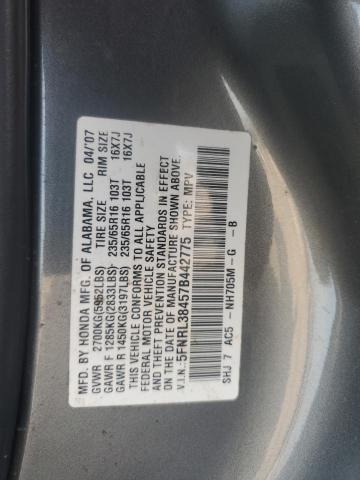 MFD. BY HONDA MFG. OF ALABAMA, LLC 04/'07
TIRE SIZE RIM SIZE
GVWR 2700KG(5952LBS)
GAWR F 1285KG(2833LBS) 235/65R16 103T 16X7J
GAWR R 1450KG(3197LBS) 235/65R16 103T 16X7J
THIS VEHICLE CONFORMS TO ALL APPLICABLE
FEDERAL MOTOR VEHICLE SAFETY
AND THEFT PREVENTION STANDARDS IN EFFECT
ON THE DATE OF MANUFACTURE SHOWN ABOVE.
V.I.N.: 5FNRL38457B442775 TYPE: MPV
SHJ 7 AC5 - NH705M - G - B